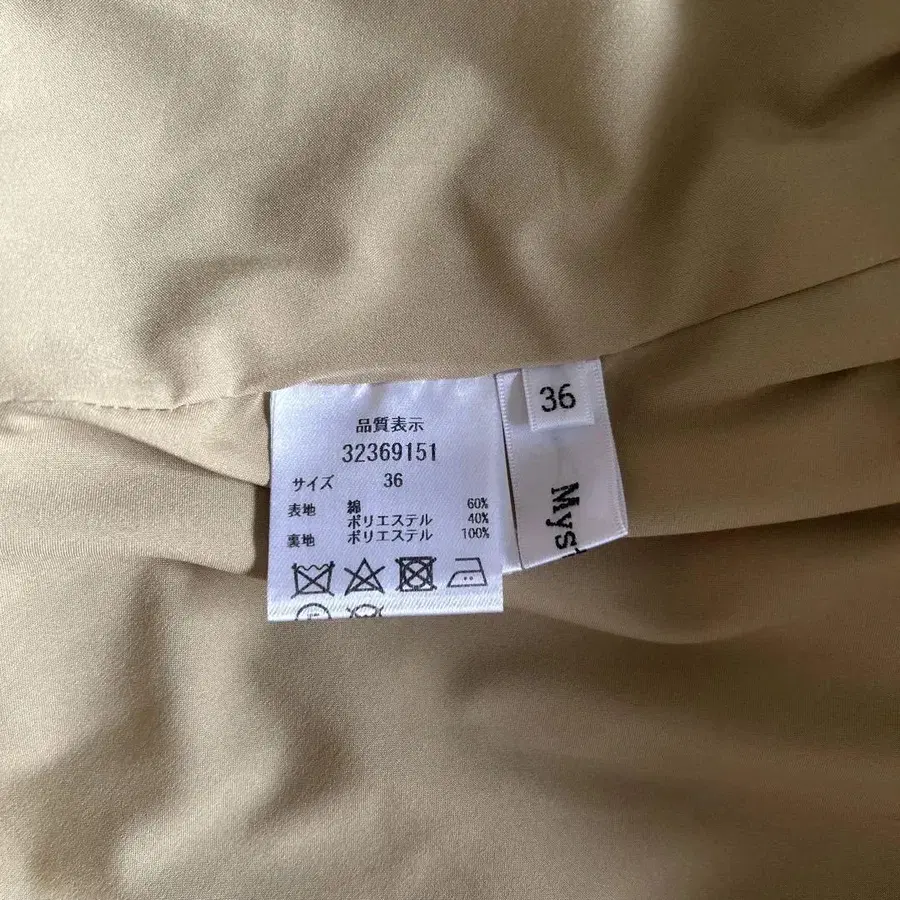 品質表示
32369151
サイズ 36
表地 綿 60%
ポリエステル 40%
裏地 ポリエステル 100%
36